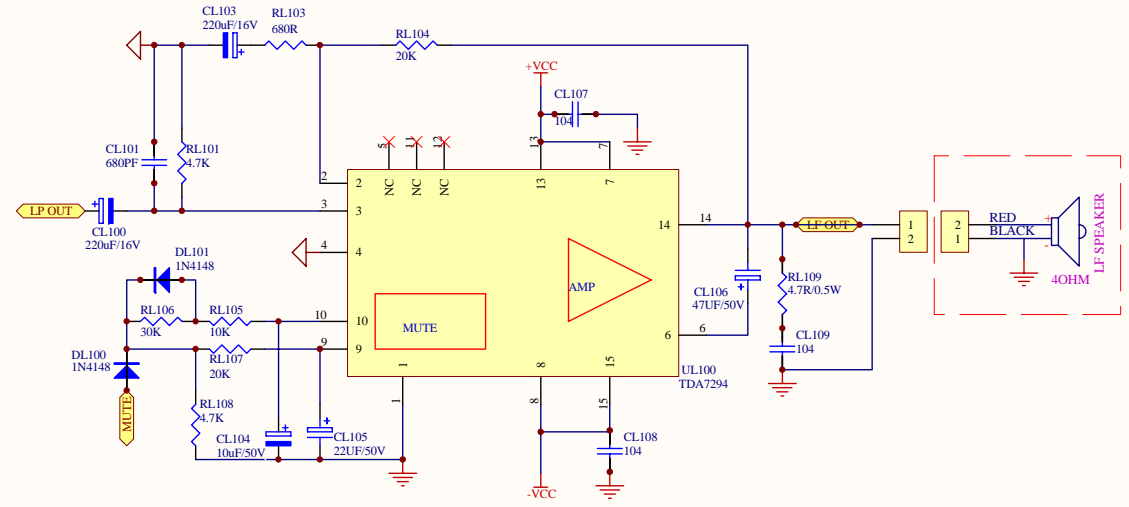 CL103
220uF/16V
RL103
680R
RL104
20K
+VCC
CL107
104
CL101
680PF
RL101
4.7K
5
11
12
13
7
NC
NC
NC
13
7
LP OUT
CL100
220uF/16V
2
2
3
3
4
4
14
14
LF OUT
1
2
2
1
RED
BLACK
+
-
LF SPEAKER
4OHM
DL101
1N4148
RL106
30K
RL105
10K
10
10
9
9
MUTE
AMP
6
6
CL106
47UF/50V
RL109
4.7R/0.5W
CL109
104
DL100
1N4148
RL107
20K
MUTE
RL108
4.7K
CL104
10uF/50V
CL105
22UF/50V
1
1
8
8
15
15
UL100
TDA7294
CL108
104
-VCC